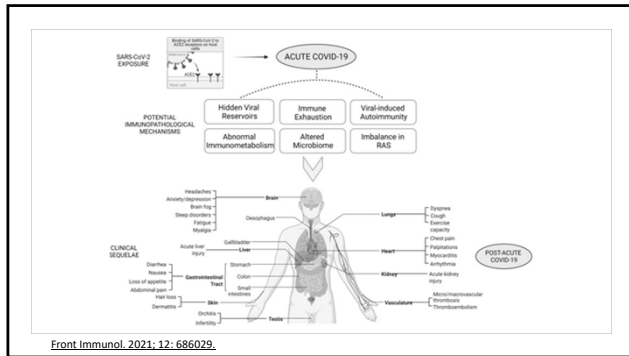 Binding of SARS-CoV-2 to
ACE2 receptors on host
cells
ACE2
Host cell
SARS-CoV-2
EXPOSURE
ACUTE COVID-19
POTENTIAL
IMMUNOPATHOLOGICAL
MECHANISMS
Hidden Viral
Reservoirs
Immune
Exhaustion
Viral-induced
Autoimmunity
Abnormal
Immunometabolism
Altered
Microbiome
Imbalance in
RAS
CLINICAL
SEQUELAE
Headaches
Anxiety/depression
Brain fog
Sleep disorders
Fatigue
Myalgia
Brain
Oesophagus
Acute liver
injury
Gallbladder
Liver
Diarrhea
Nausea
Loss of appetite
Abdominal pain
Gastrointestinal
Tract
Stomach
Colon
Small
intestines
Hair loss
Dermatitis
Skin
Orchitis
Infertility
Testis
Lungs
Dyspnea
Cough
Exercise
capacity
Heart
Chest pain
Palpitations
Myocarditis
Arrhythmia
Kidney
Acute kidney
injury
Vasculature
Micro/macrovascular
thrombosis
Thromboembolism
POST-ACUTE
COVID-19
Front Immunol. 2021; 12: 686029.